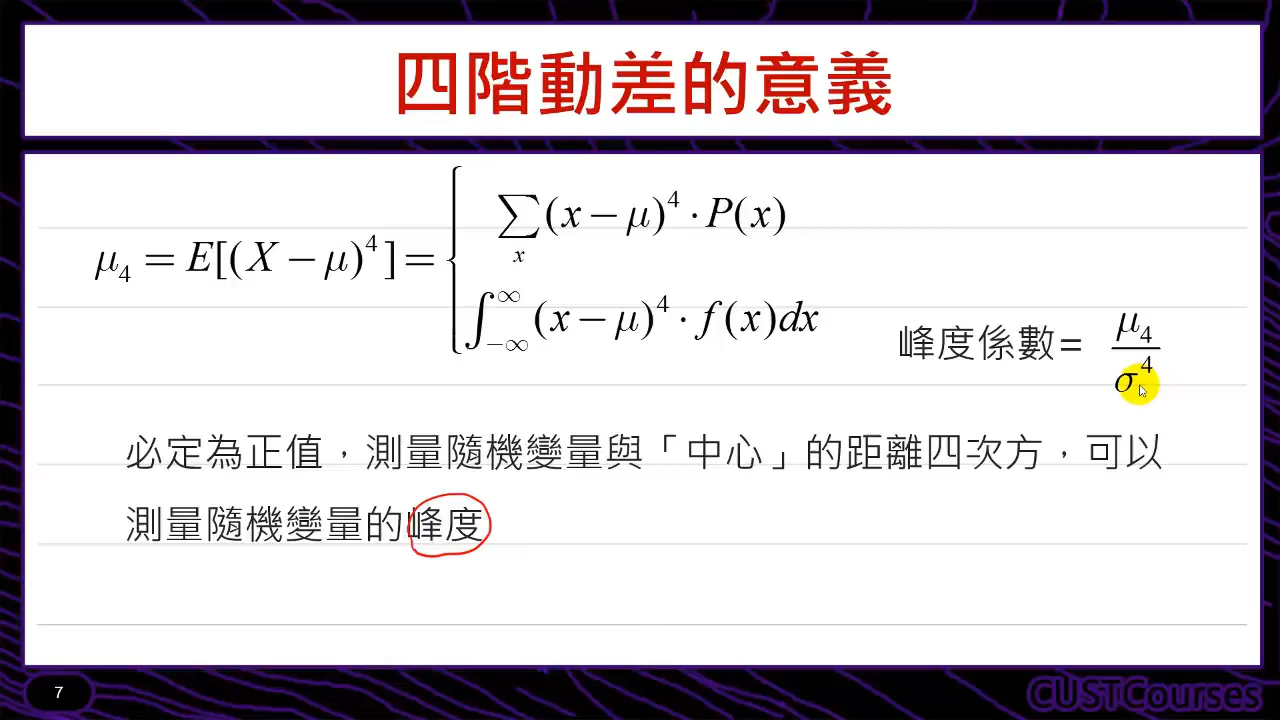 四階動差的意義
μ₄ = E[(X − μ)⁴] = { ∑ₓ (x − μ)⁴ · P(x)
∫_{−∞}^{∞} (x − μ)⁴ · f(x)dx
峰度係數= μ₄/σ⁴
必定為正值，測量隨機變量與「中心」的距離四次方，可以
測量隨機變量的峰度
7
CUSTCourses